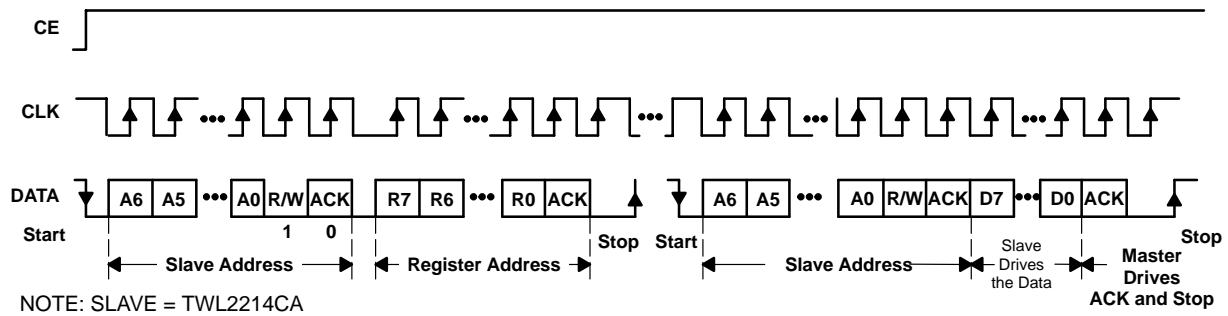 CE
CLK
DATA
A6 A5 ••• A0 R/W ACK R7 R6 ••• R0 ACK A6 A5 ••• A0 R/W ACK D7 ••• D0 ACK
Start 1 0 Stop Start Stop
Slave Address
Register Address
Slave Address
Slave
Drives
the Data
Master
Drives
ACK and Stop
NOTE: SLAVE = TWL2214CA